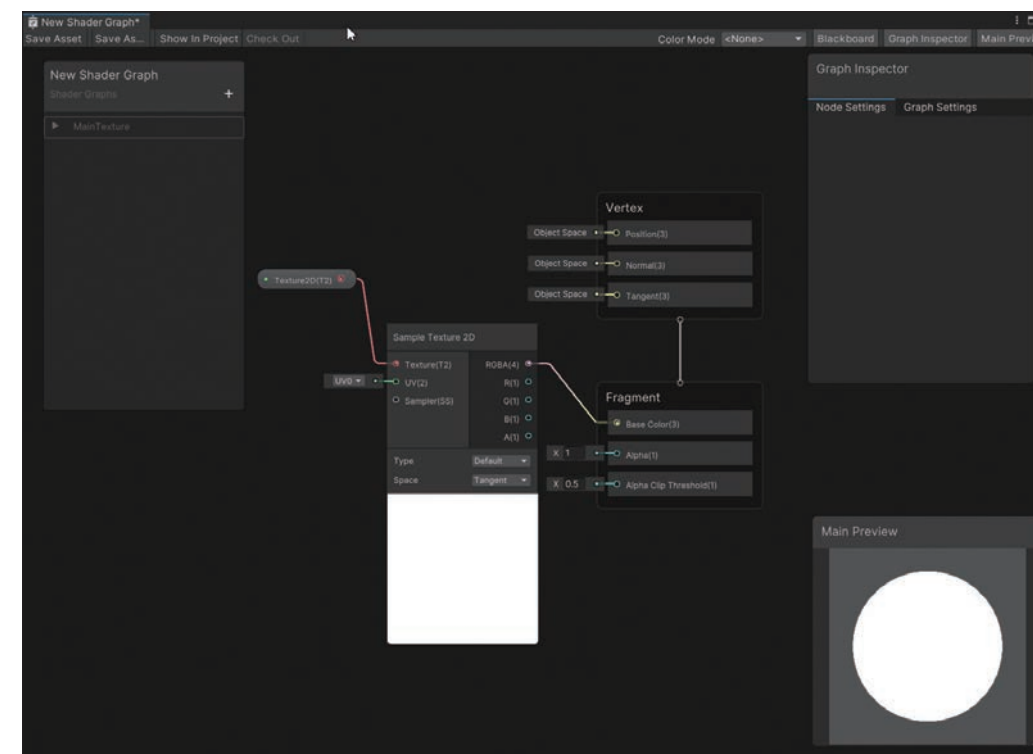 New Shader Graph*
Save Asset Save As... Show In Project Check Out Color Mode <None> Blackboard Graph Inspector Main Previ
New Shader Graph
Shader Graphs +
MainTexture
Graph Inspector
Node Settings Graph Settings
Vertex
Object Space Position(3)
Object Space Normal(3)
Object Space Tangent(3)
Texture2D(T2)
Sample Texture 2D
Texture(T2) RGBA(4)
UV0 UV(2) R(1)
Sampler(SS) G(1)
B(1)
A(1)
Type Default
Space Tangent
Fragment
Base Color(3)
X 1 Alpha(1)
X 0.5 Alpha Clip Threshold(1)
Main Preview